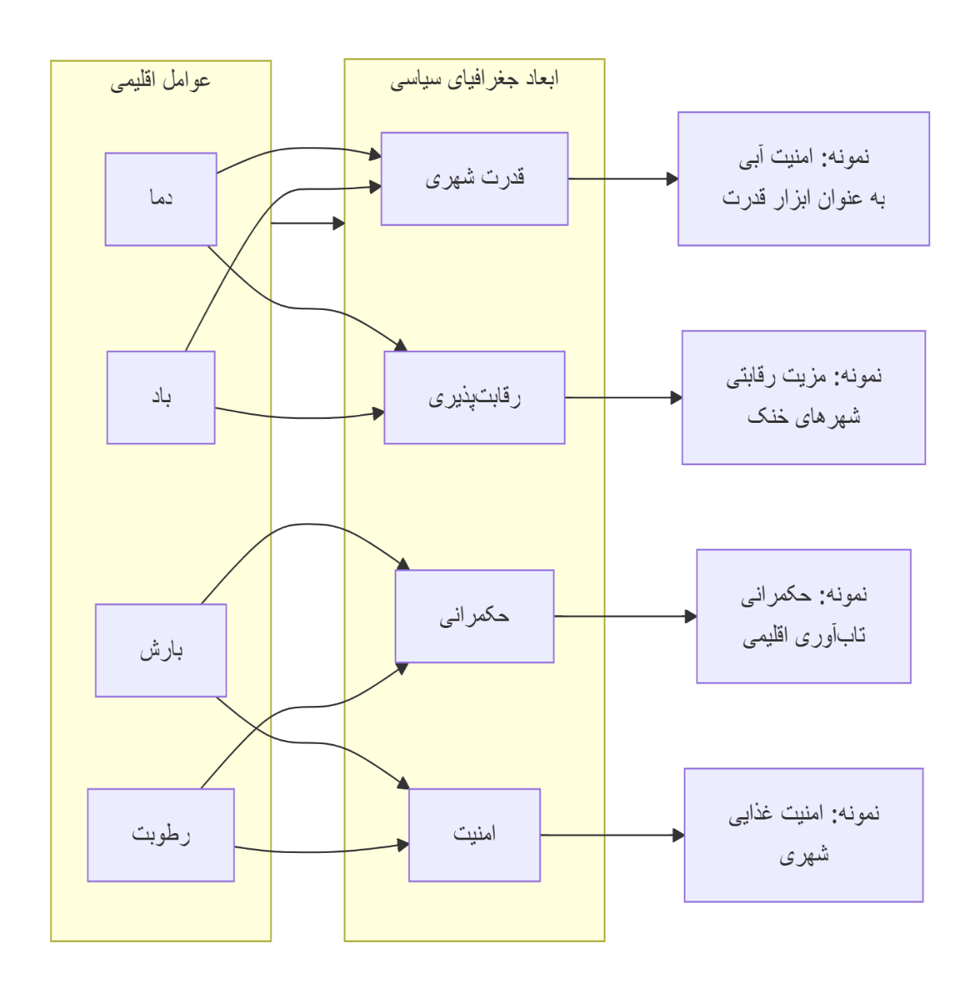 عوامل اقلیمی
دما
باد
بارش
رطوبت
ابعاد جغرافیای سیاسی
قدرت شهری
رقابت‌پذیری
حکمرانی
امنیت
نمونه: امنیت آبی
به عنوان ابزار قدرت
نمونه: مزیت رقابتی
شهرهای خنک
نمونه: حکمرانی
تاب‌آوری اقلیمی
نمونه: امنیت غذایی
شهری